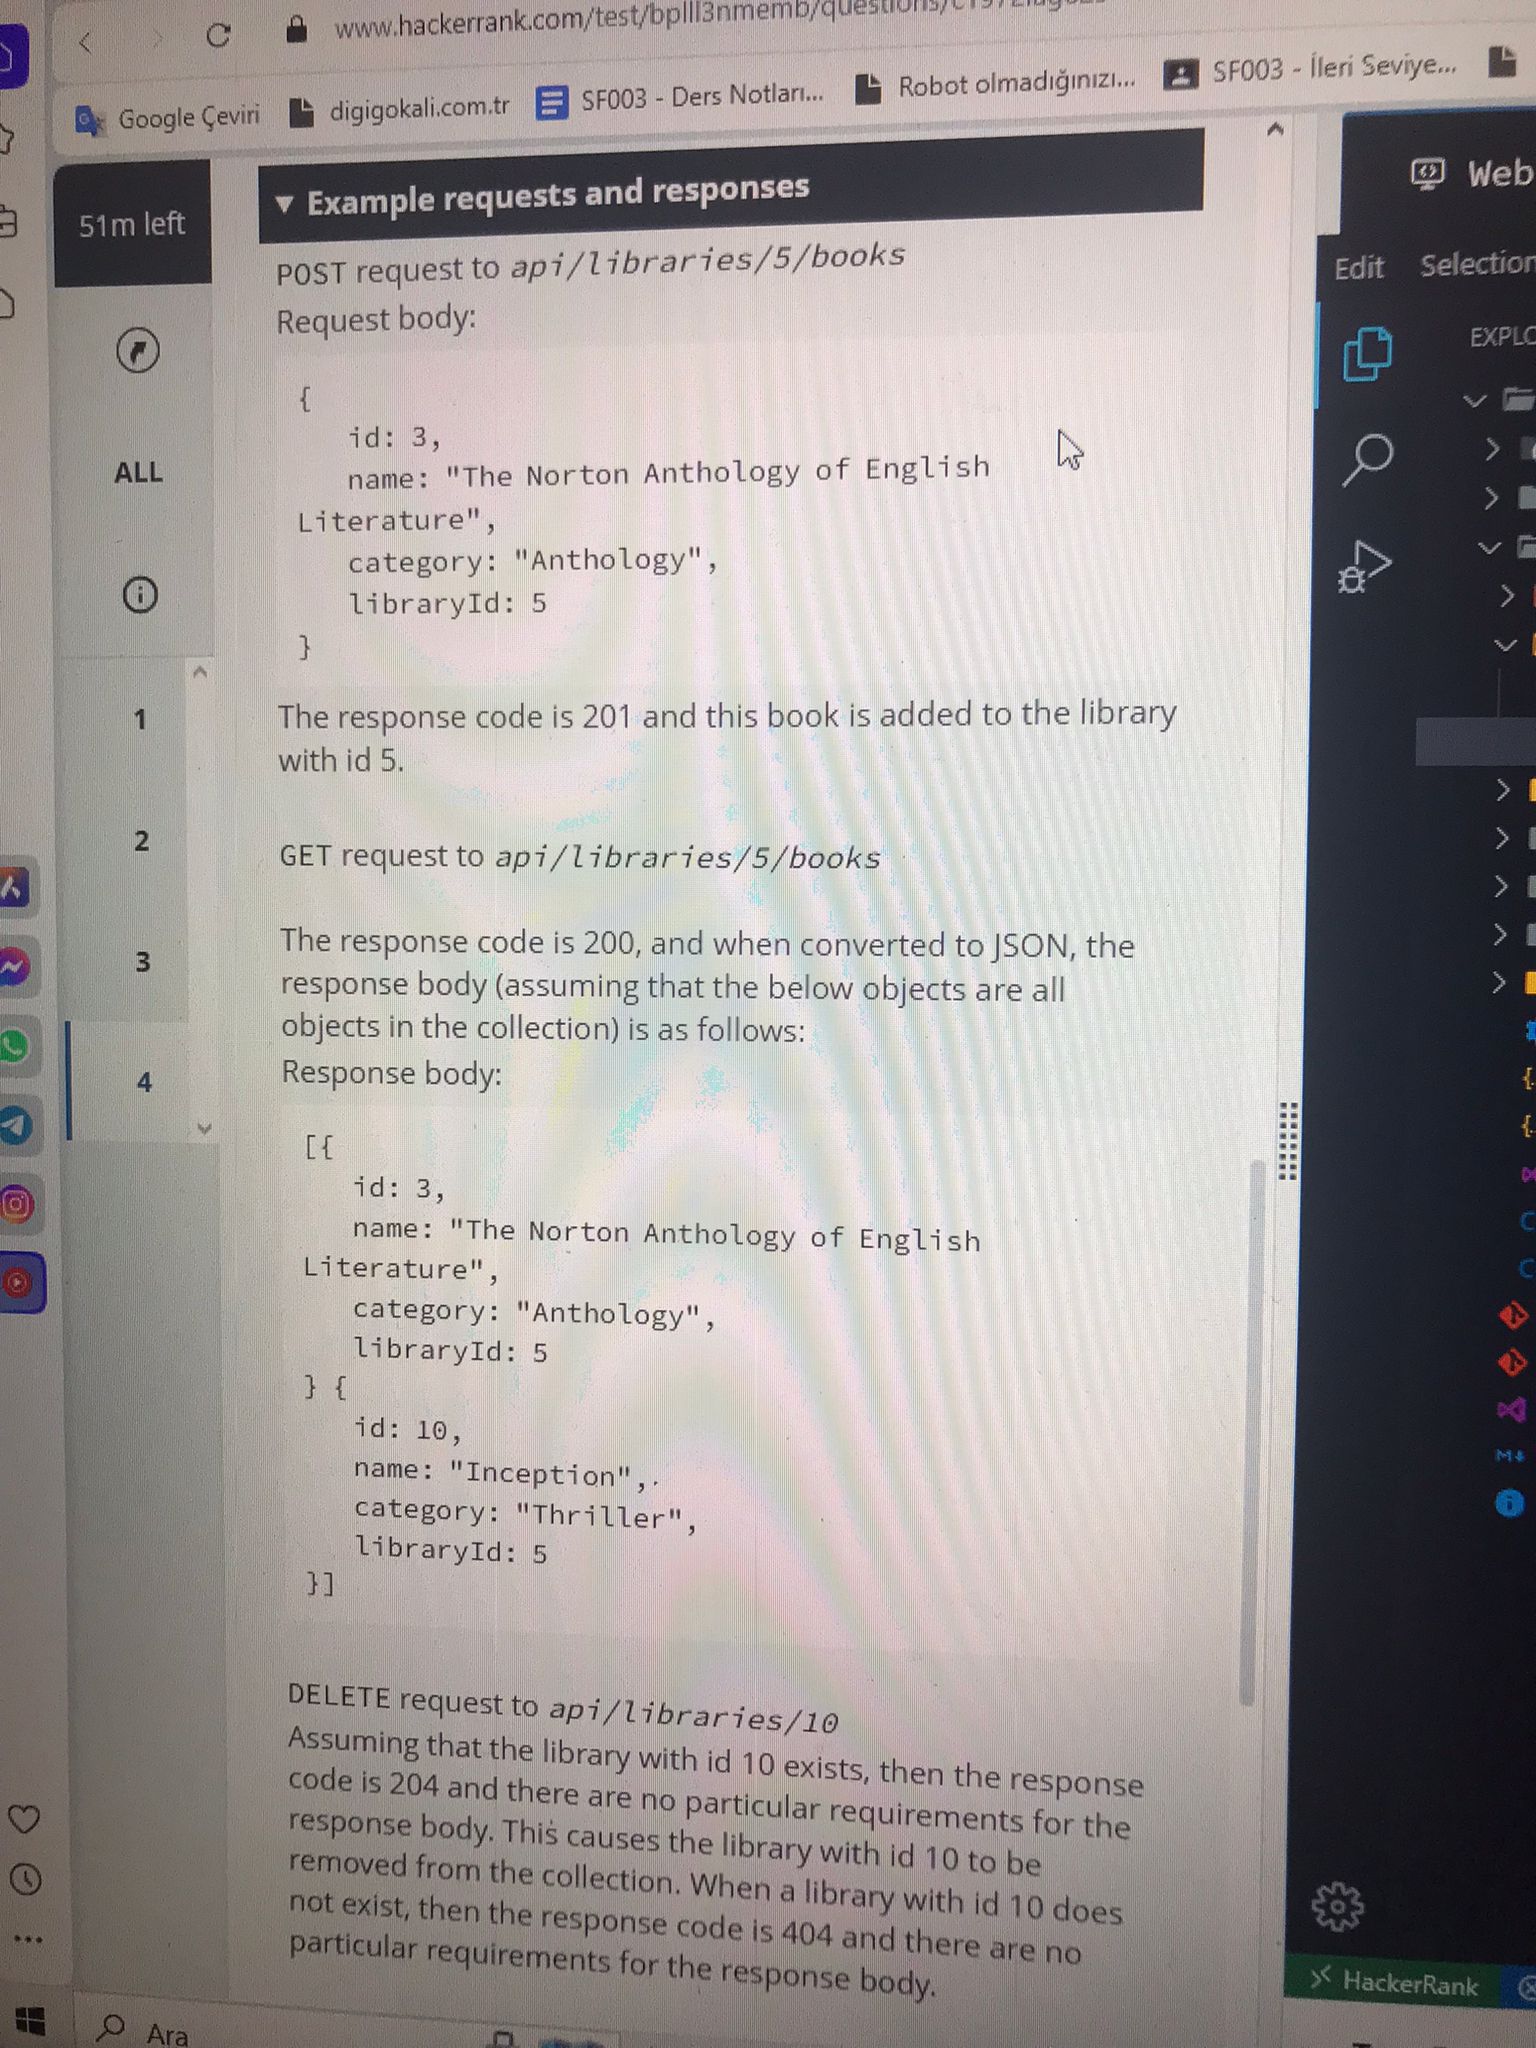 www.hackerrank.com/test/bplll3nmemb/questions/
Google Çeviri
digigokali.com.tr
SF003 - Ders Notları...
Robot olmadığınızı...
SF003 - İleri Seviye...
51m left
ALL
1
2
3
4
▼ Example requests and responses
POST request to api/libraries/5/books
Request body:
{
id: 3,
name: "The Norton Anthology of English
Literature",
category: "Anthology",
libraryId: 5
}
The response code is 201 and this book is added to the library
with id 5.
GET request to api/libraries/5/books
The response code is 200, and when converted to JSON, the
response body (assuming that the below objects are all
objects in the collection) is as follows:
Response body:
[{
id: 3,
name: "The Norton Anthology of English
Literature",
category: "Anthology",
libraryId: 5
} {
id: 10,
name: "Inception",
category: "Thriller",
libraryId: 5
}]
DELETE request to api/libraries/10
Assuming that the library with id 10 exists, then the response
code is 204 and there are no particular requirements for the
response body. This causes the library with id 10 to be
removed from the collection. When a library with id 10 does
not exist, then the response code is 404 and there are no
particular requirements for the response body.
Web
Edit Selection
EXPLO
HackerRank
Ara